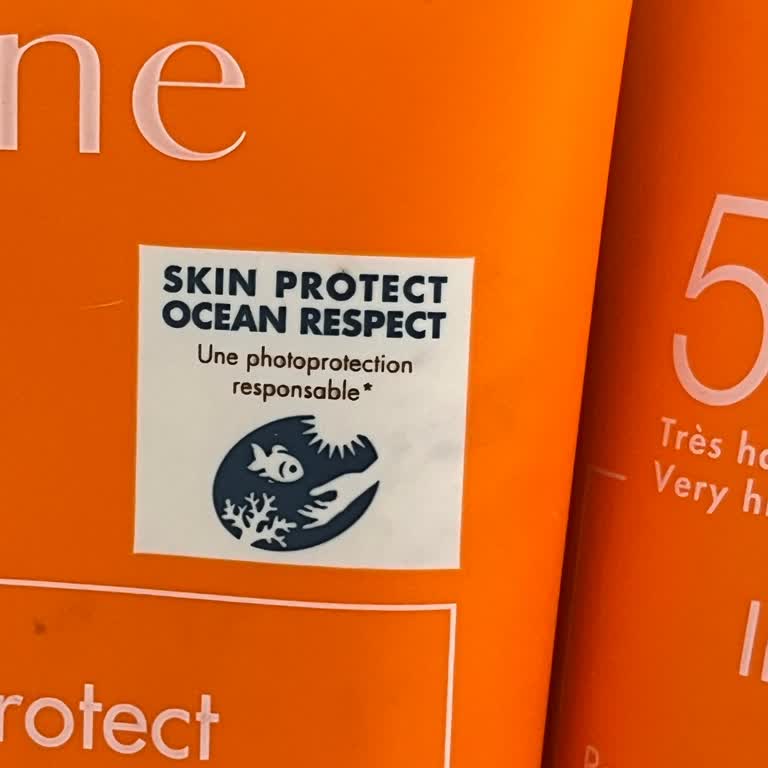 ne
SKIN PROTECT
OCEAN RESPECT
Une photoprotection
responsable*
rotect
5
Très h
Very h